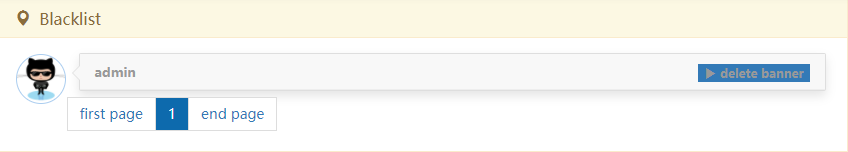 Blacklist
admin
delete banner
first page 1 end page